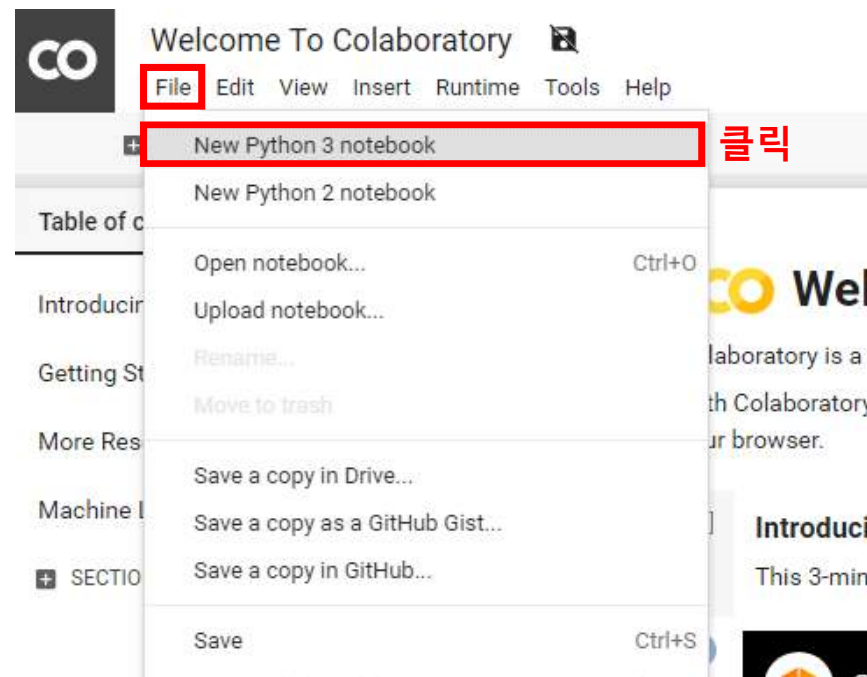 CO Welcome To Colaboratory
File Edit View Insert Runtime Tools Help
New Python 3 notebook 클릭
New Python 2 notebook
Table of c
Open notebook... Ctrl+O
CO Wel
Introducin
Upload notebook...
Rename...
laboratory is a
Getting St
Move to trash
th Colaboratory
More Res
ur browser.
Save a copy in Drive...
Machine l
Save a copy as a GitHub Gist...
Introduci
SECTIO
Save a copy in GitHub...
This 3-min
Save Ctrl+S